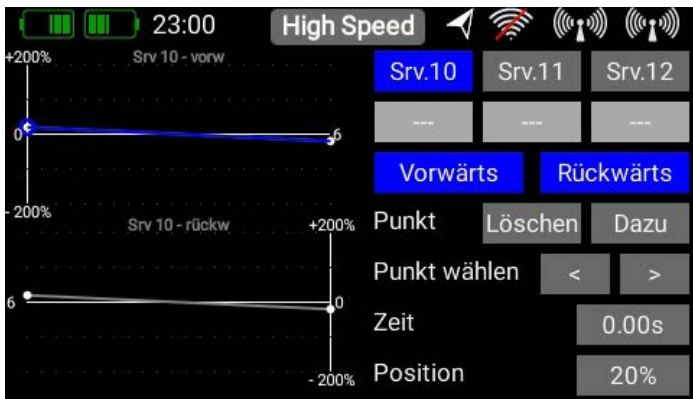 23:00 High Speed
+200% Srv 10 - vorw
0 6
- 200%
Srv 10 - rückw +200%
6 0
- 200%
Srv.10 Srv.11 Srv.12
--- --- ---
Vorwärts Rückwärts
Punkt Löschen Dazu
Punkt wählen < >
Zeit 0.00s
Position 20%